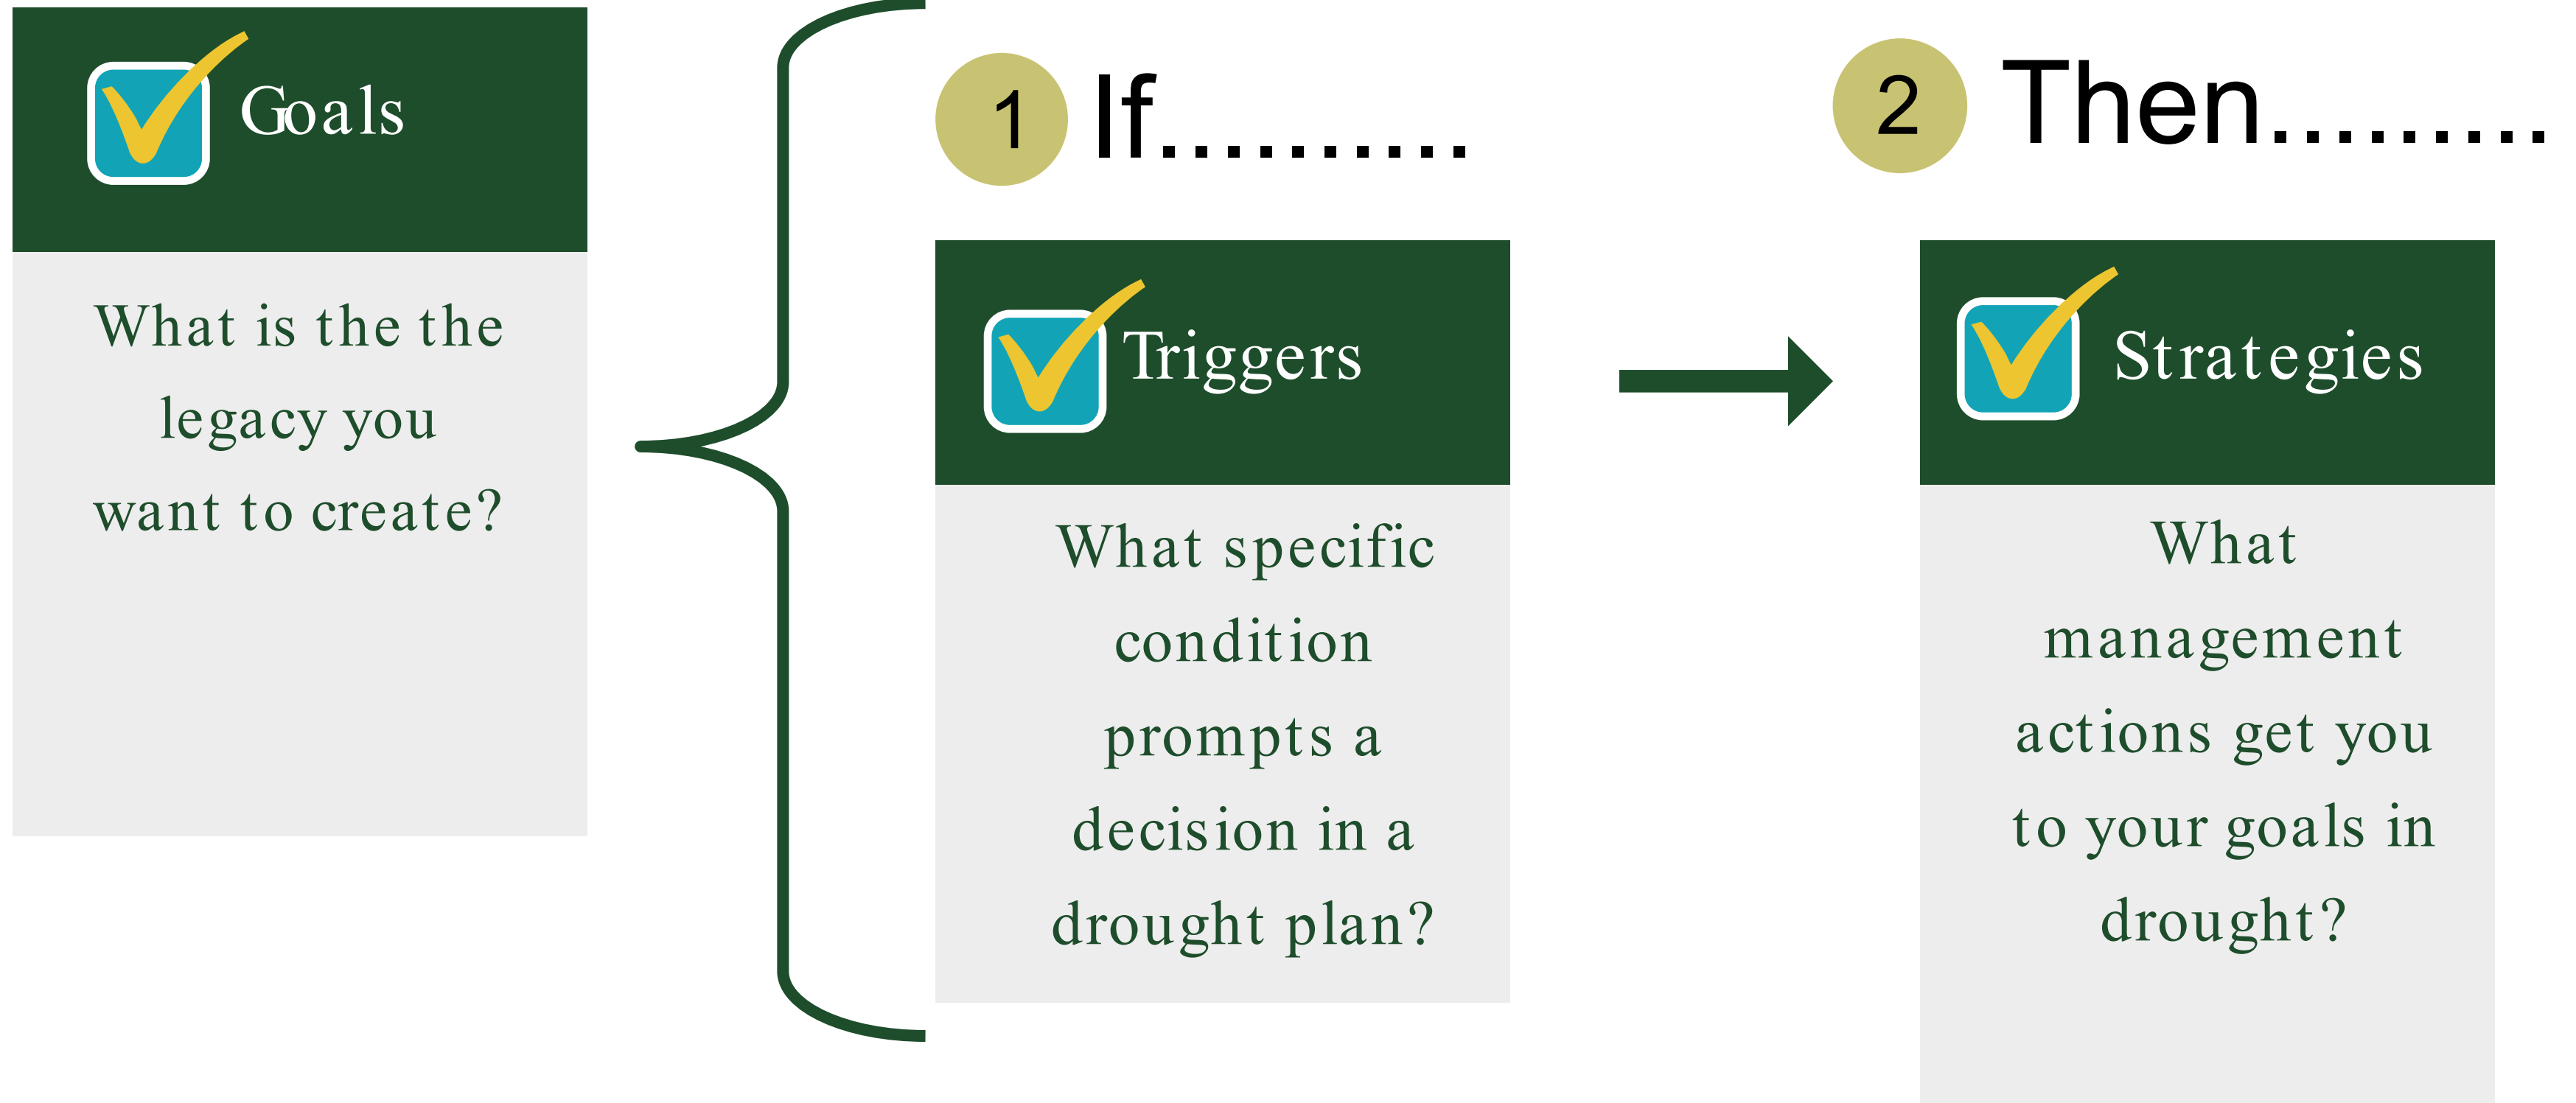 Goals
What is the the
legacy you
want to create?
1 If..........
Triggers
What specific
condition
prompts a
decision in a
drought plan?
2 Then.........
Strategies
What
management
actions get you
to your goals in
drought?